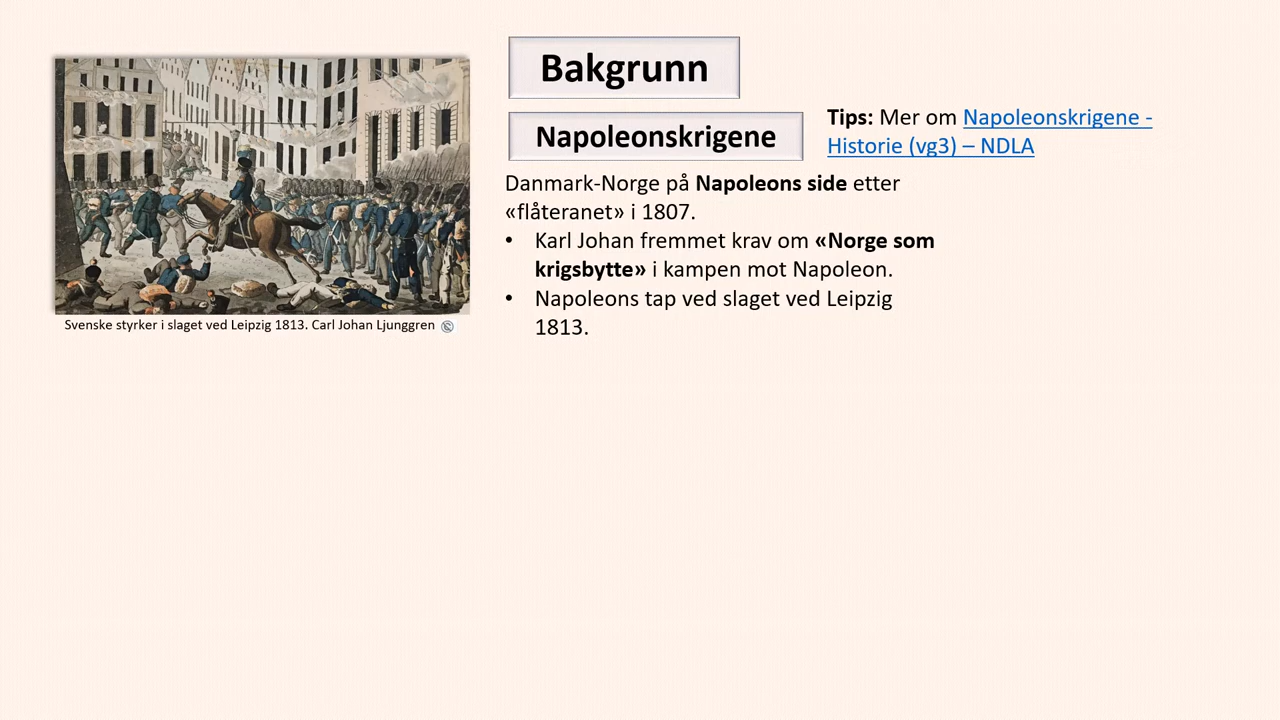 Bakgrunn
Napoleonskrigene
Tips: Mer om Napoleonskrigene -
Historie (vg3) – NDLA
Danmark-Norge på Napoleons side etter
«flåteranet» i 1807.
• Karl Johan fremmet krav om «Norge som
krigsbytte» i kampen mot Napoleon.
• Napoleons tap ved slaget ved Leipzig
1813.
Svenske styrker i slaget ved Leipzig 1813. Carl Johan Ljunggren